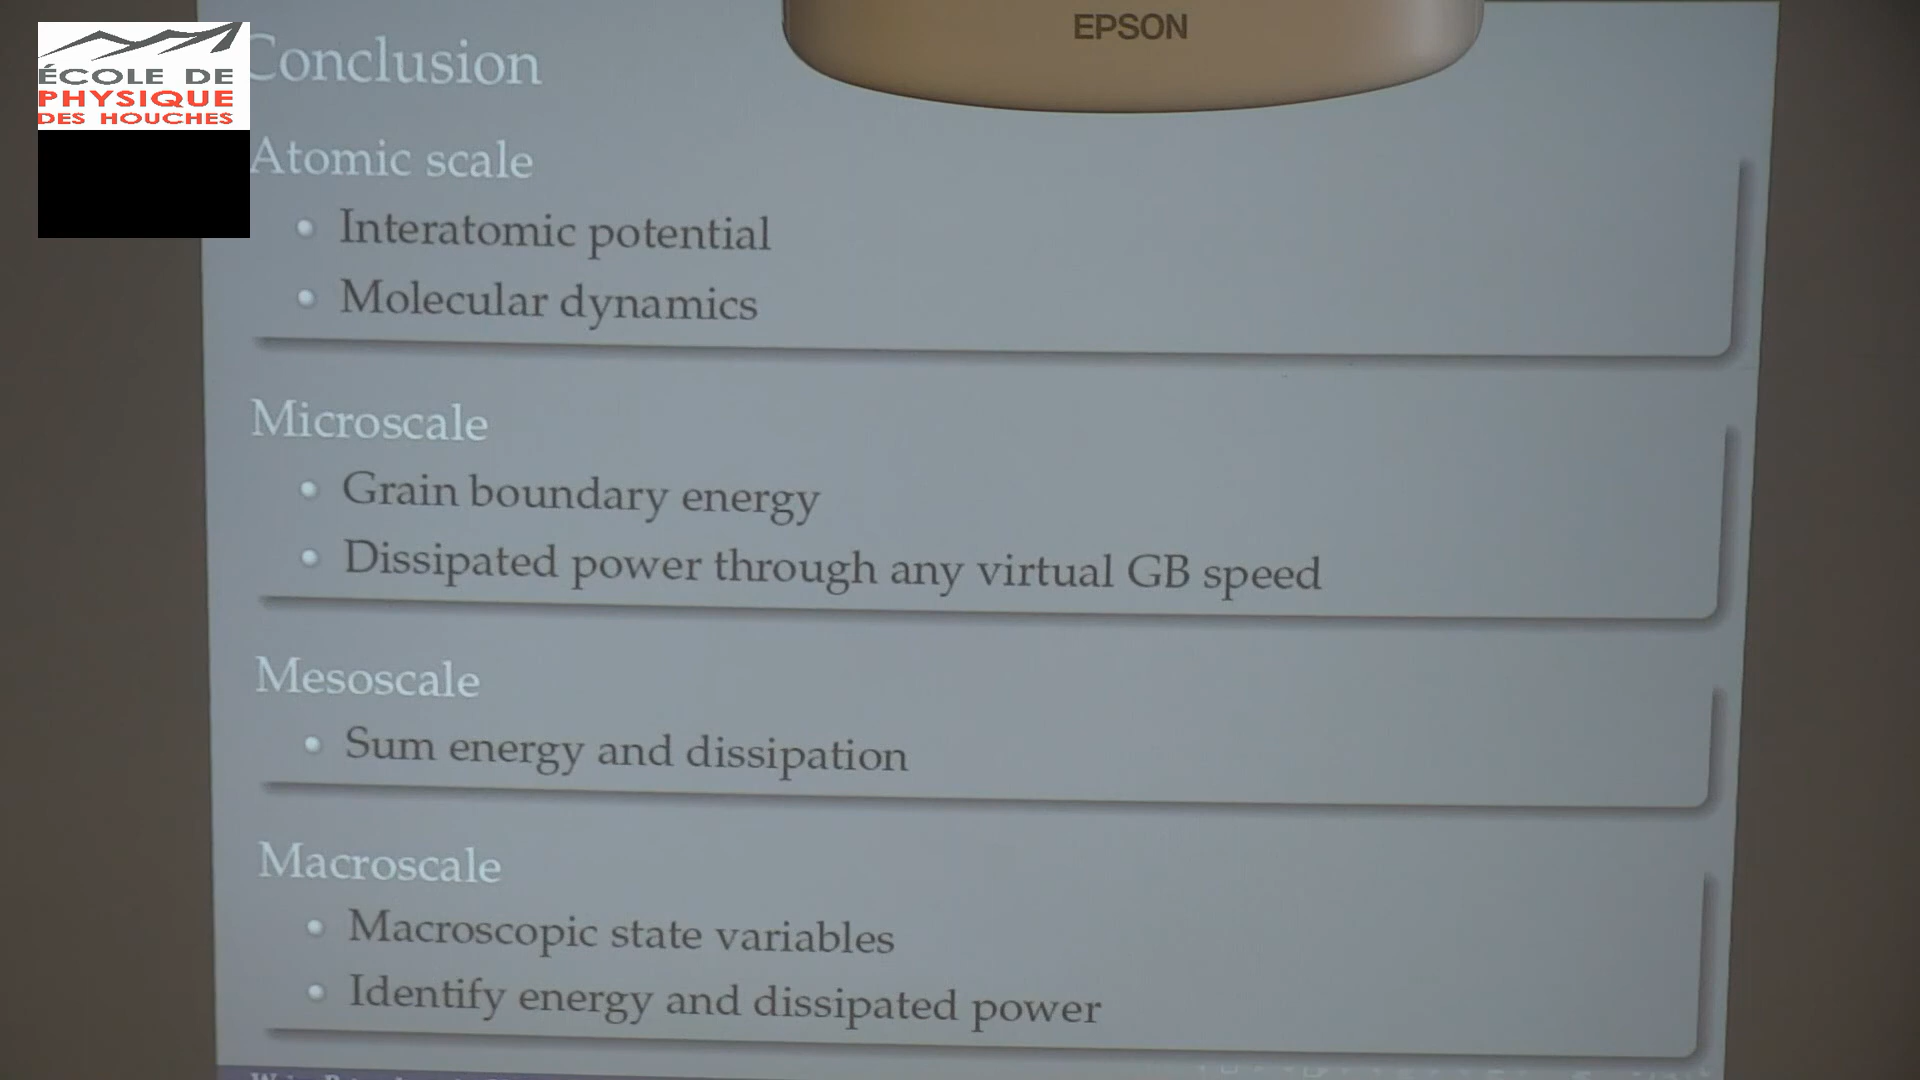 EPSON
ÉCOLE DE
PHYSIQUE
DES HOUCHES
Conclusion
Atomic scale
Interatomic potential
Molecular dynamics
Microscale
Grain boundary energy
Dissipated power through any virtual GB speed
Mesoscale
Sum energy and dissipation
Macroscale
Macroscopic state variables
Identify energy and dissipated power